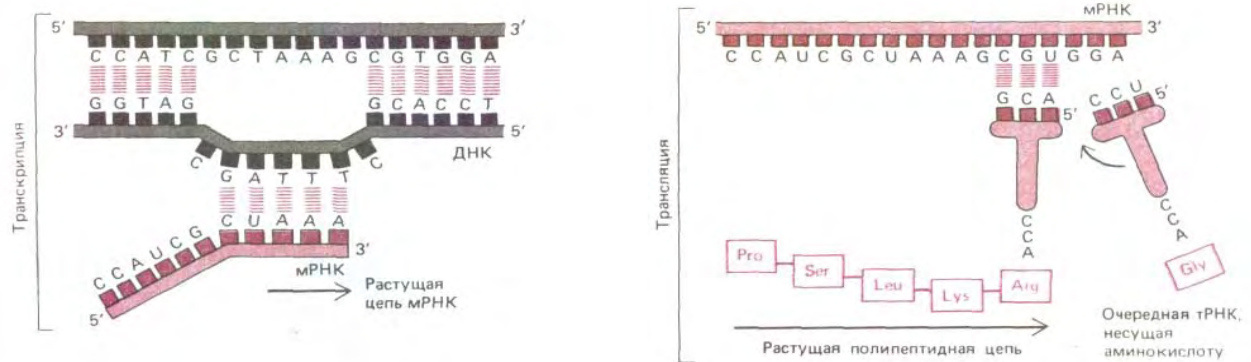 Транскрипция
5′ 3′
C C A T C G C T A A A G C G T G G A
G G T A G G C A C C T
3′ 5′
ДНК
C G A T T T C
C C A U C G C U A A A
3′
мРНК
5′
Растущая
цепь мРНК
Трансляция
мРНК
5′ 3′
C C A U C G C U A A A G C G U G G A
G C A 5′
C C U 5′
C C A
C C A
Pro Ser Leu Lys Arg
Gly
Растущая полипептидная цепь
Очередная тРНК,
несущая
аминокислоту